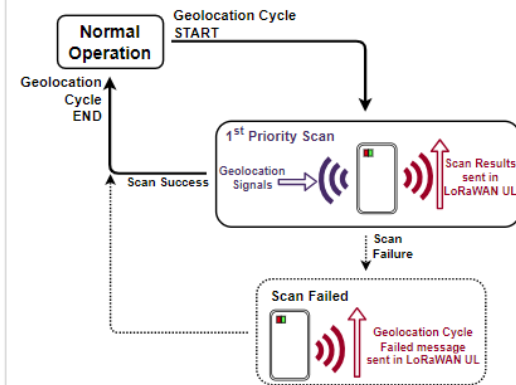 Normal
Operation
Geolocation Cycle
START
Geolocation
Cycle
END
1st Priority Scan
Geolocation
Signals
Scan Results
sent in
LoRaWAN UL
Scan Success
Scan
Failure
Scan Failed
Geolocation Cycle
Failed message
sent in LoRaWAN UL